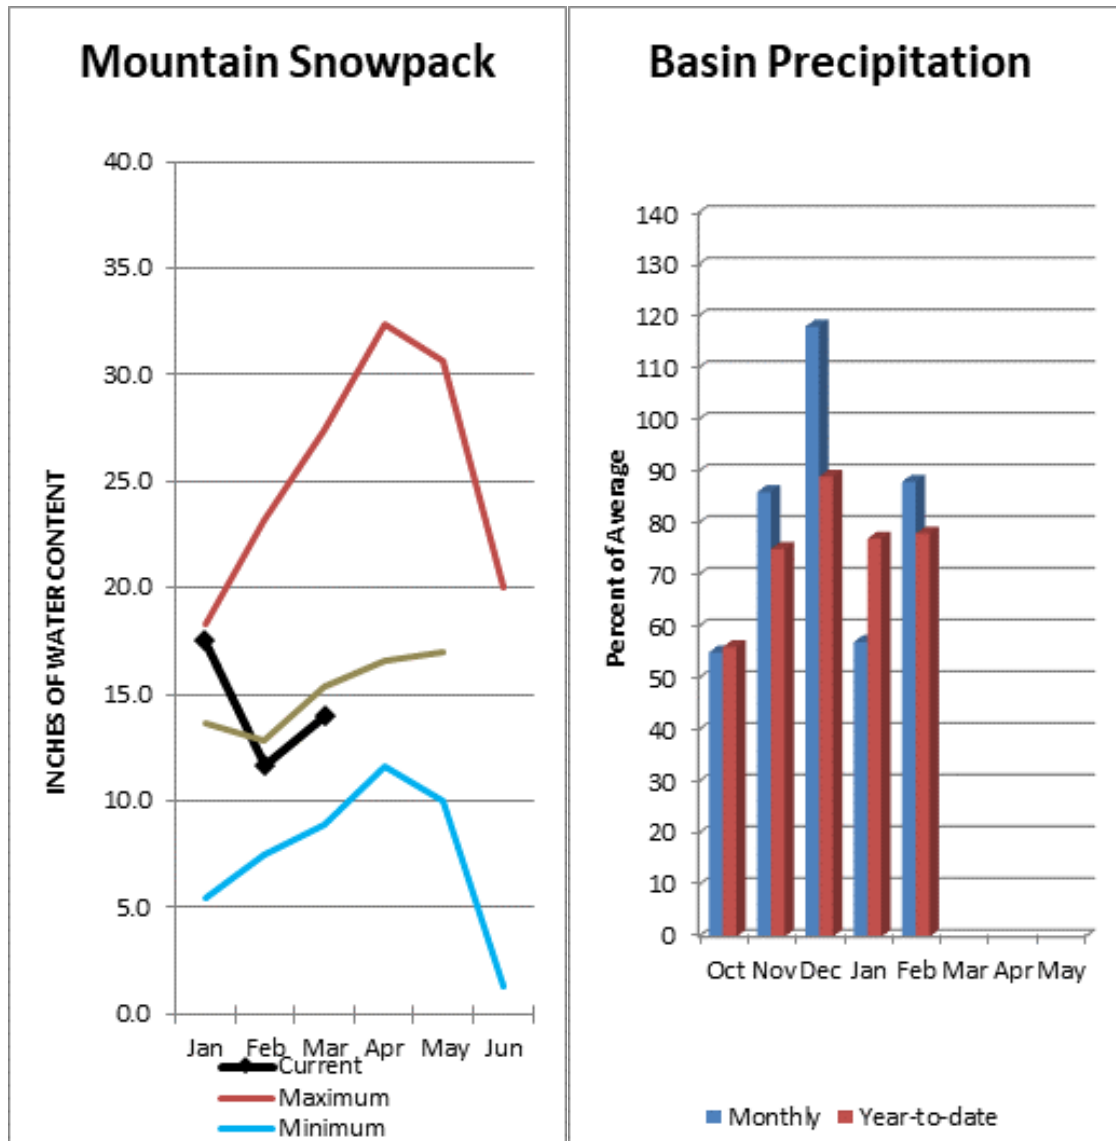 Mountain Snowpack
INCHES OF WATER CONTENT
40.0
35.0
30.0
25.0
20.0
15.0
10.0
5.0
0.0
Jan Feb Mar Apr May Jun
Current
Maximum
Minimum
Basin Precipitation
Percent of Average
140
130
120
110
100
90
80
70
60
50
40
30
20
10
0
Oct Nov Dec Jan Feb Mar Apr May
Monthly Year-to-date